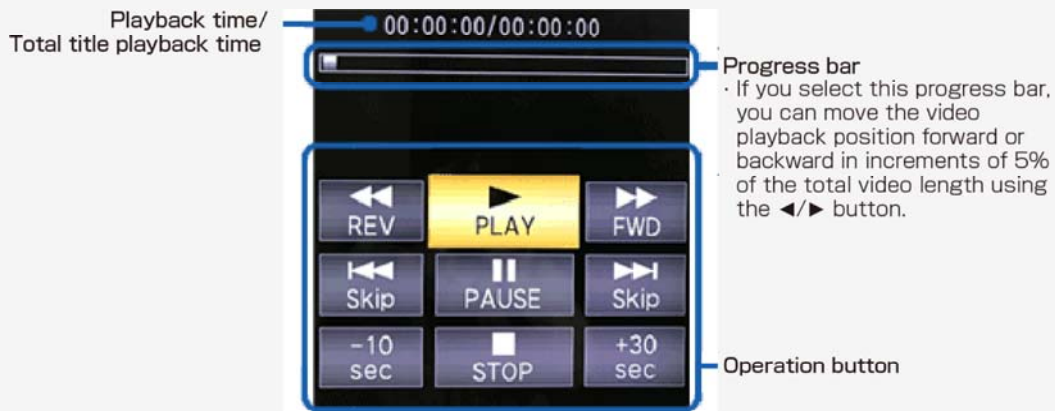 Playback time/
Total title playback time
00:00:00/00:00:00
Progress bar
· If you select this progress bar,
you can move the video
playback position forward or
backward in increments of 5%
of the total video length using
the ◄/► button.
REV
PLAY
FWD
Skip
PAUSE
Skip
-10
sec
STOP
+30
sec
Operation button